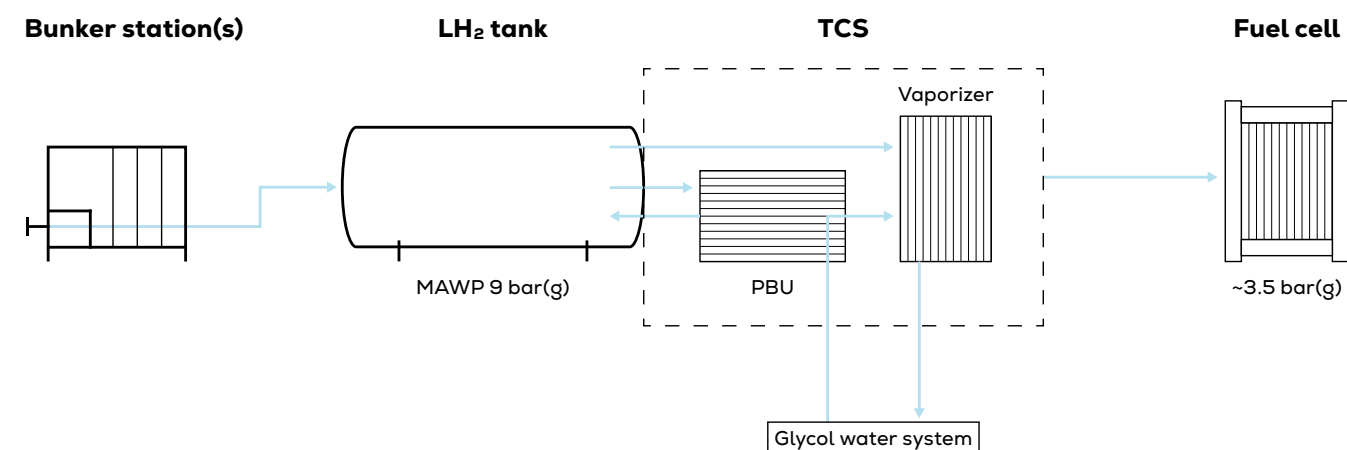 Bunker station(s)
LH₂ tank
TCS
Fuel cell
Vaporizer
MAWP 9 bar(g)
PBU
~3.5 bar(g)
Glycol water system